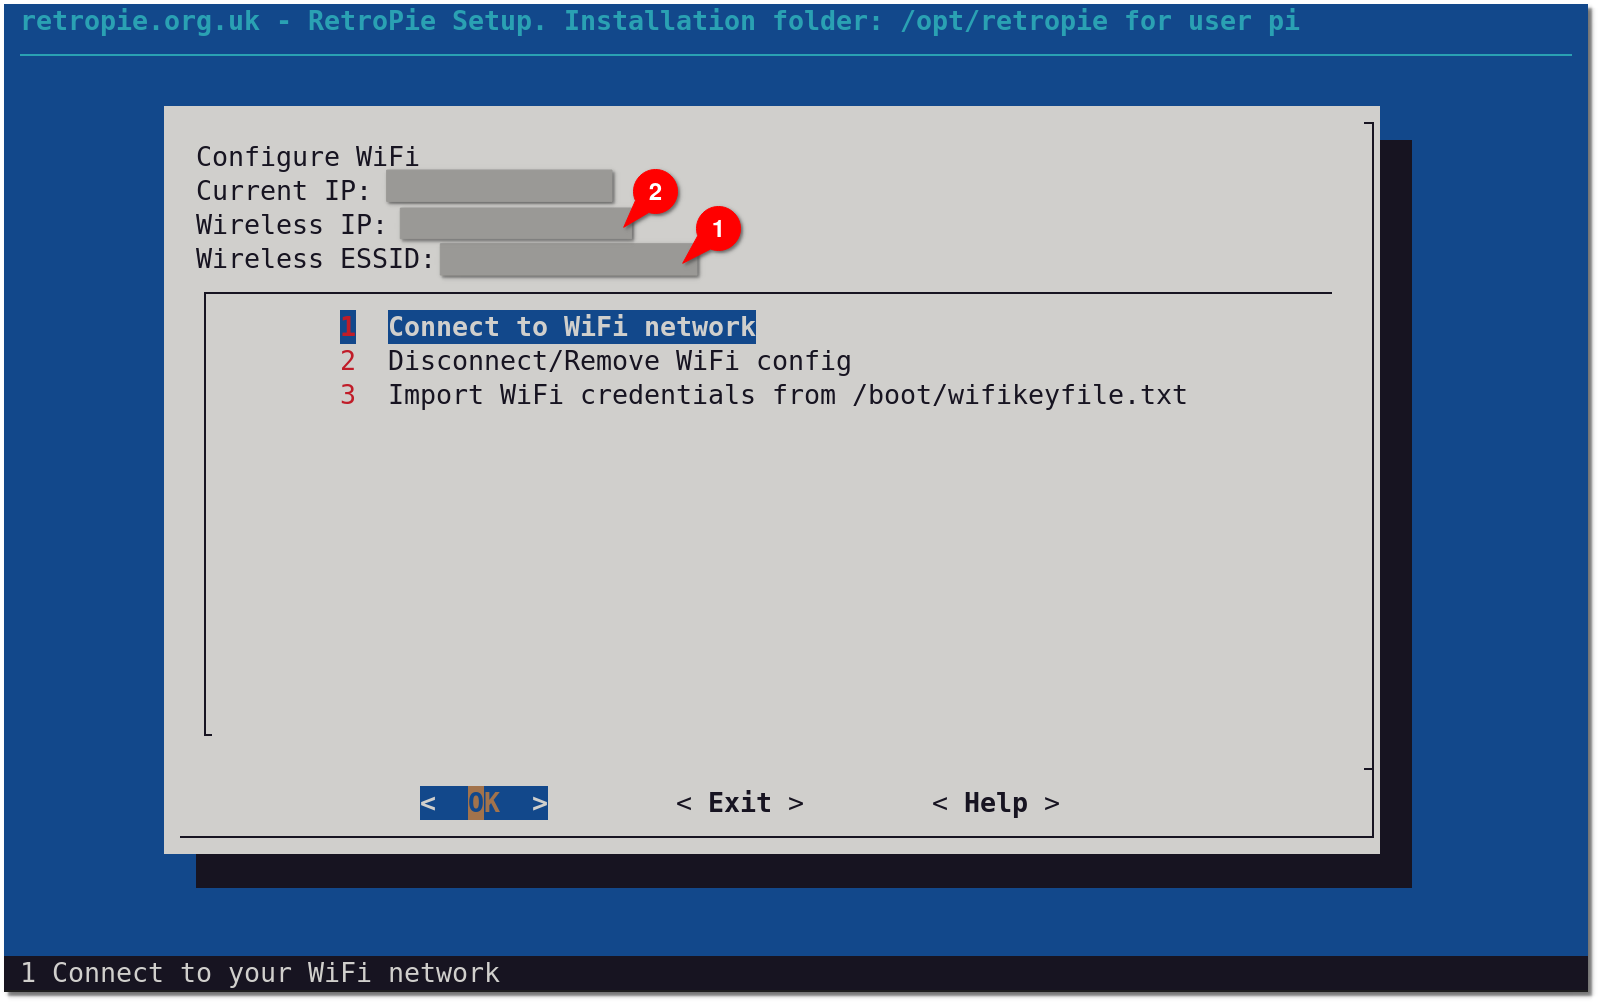 retropie.org.uk - RetroPie Setup. Installation folder: /opt/retropie for user pi
Configure WiFi
Current IP:
2
Wireless IP:
1
Wireless ESSID:
1 Connect to WiFi network
2 Disconnect/Remove WiFi config
3 Import WiFi credentials from /boot/wifikeyfile.txt
< OK > < Exit > < Help >
1 Connect to your WiFi network